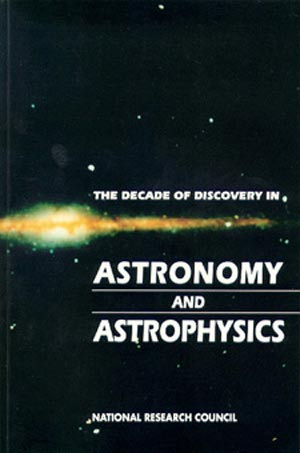 THE DECADE OF DISCOVERY IN
ASTRONOMY
AND
ASTROPHYSICS
NATIONAL RESEARCH COUNCIL